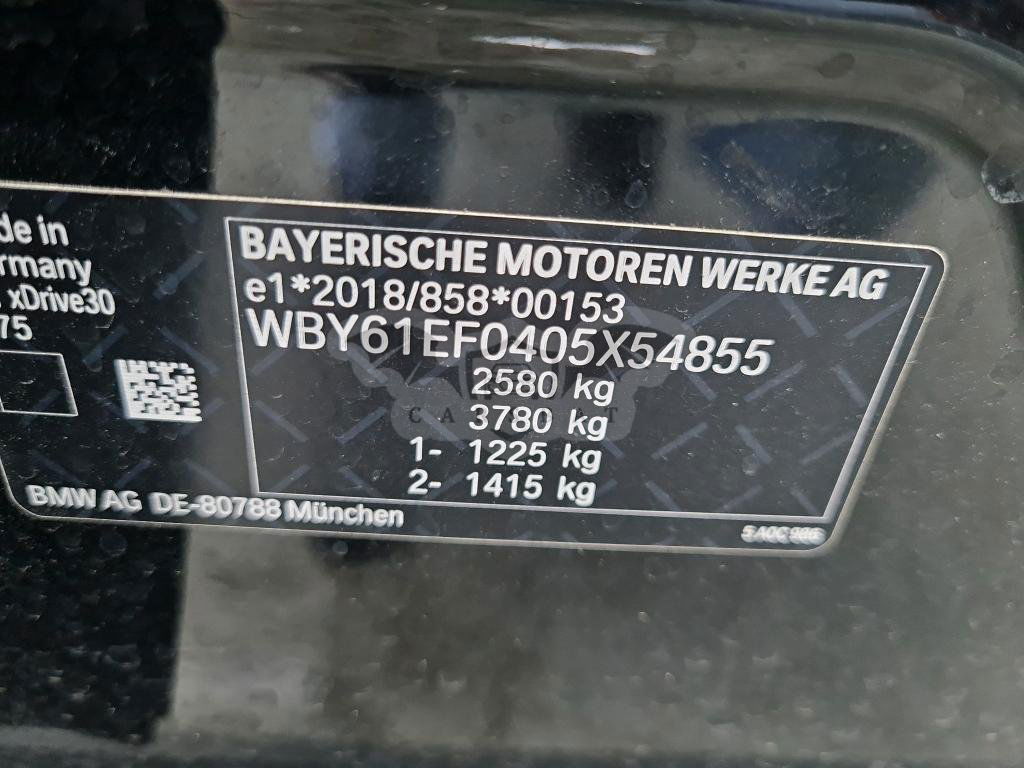 de in
rmany
xDrive30
75
BAYERISCHE MOTOREN WERKE AG
e1*2018/858*00153
WBY61EF0405X54855
2580 kg
3780 kg
1- 1225 kg
2- 1415 kg
BMW AG DE-80788 München